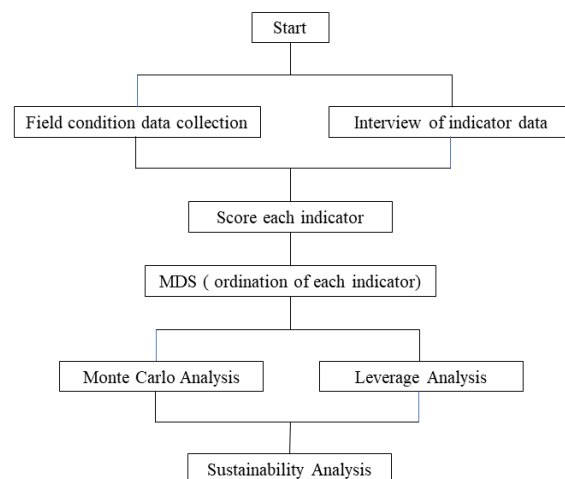 Start
Field condition data collection
Interview of indicator data
Score each indicator
MDS ( ordination of each indicator)
Monte Carlo Analysis
Leverage Analysis
Sustainability Analysis